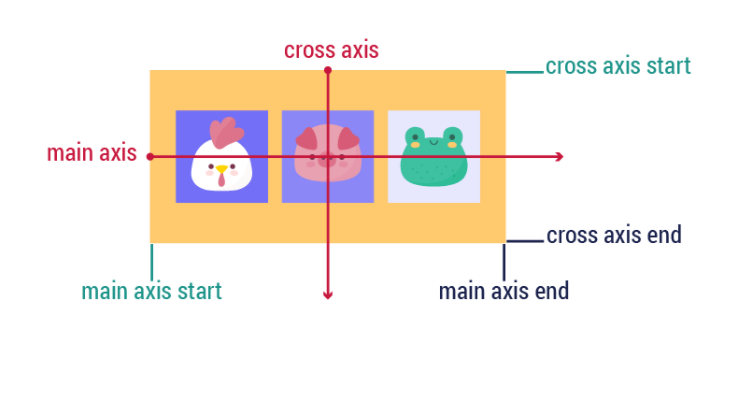 cross axis
cross axis start
main axis
cross axis end
main axis start
main axis end